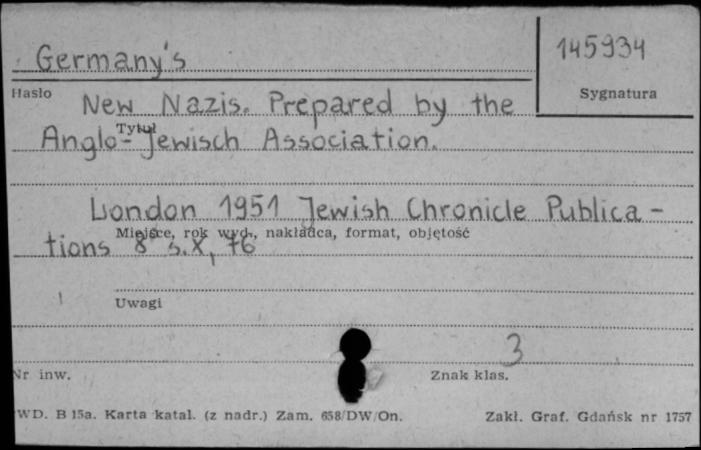 Germany's
145934
Hasło
Sygnatura
New Nazis. Prepared by the
Tytuł
Anglo-Jewisch Association.
London 1951 Jewish Chronicle Publica-
Miejsce, rok wyd., nakładca, format, objętość
tions 8° s.X, 76
Uwagi
3
Nr inw.
Znak klas.
WD. B 15a. Karta katal. (z nadr.) Zam. 658/DW/On.
Zakł. Graf. Gdańsk nr 1757